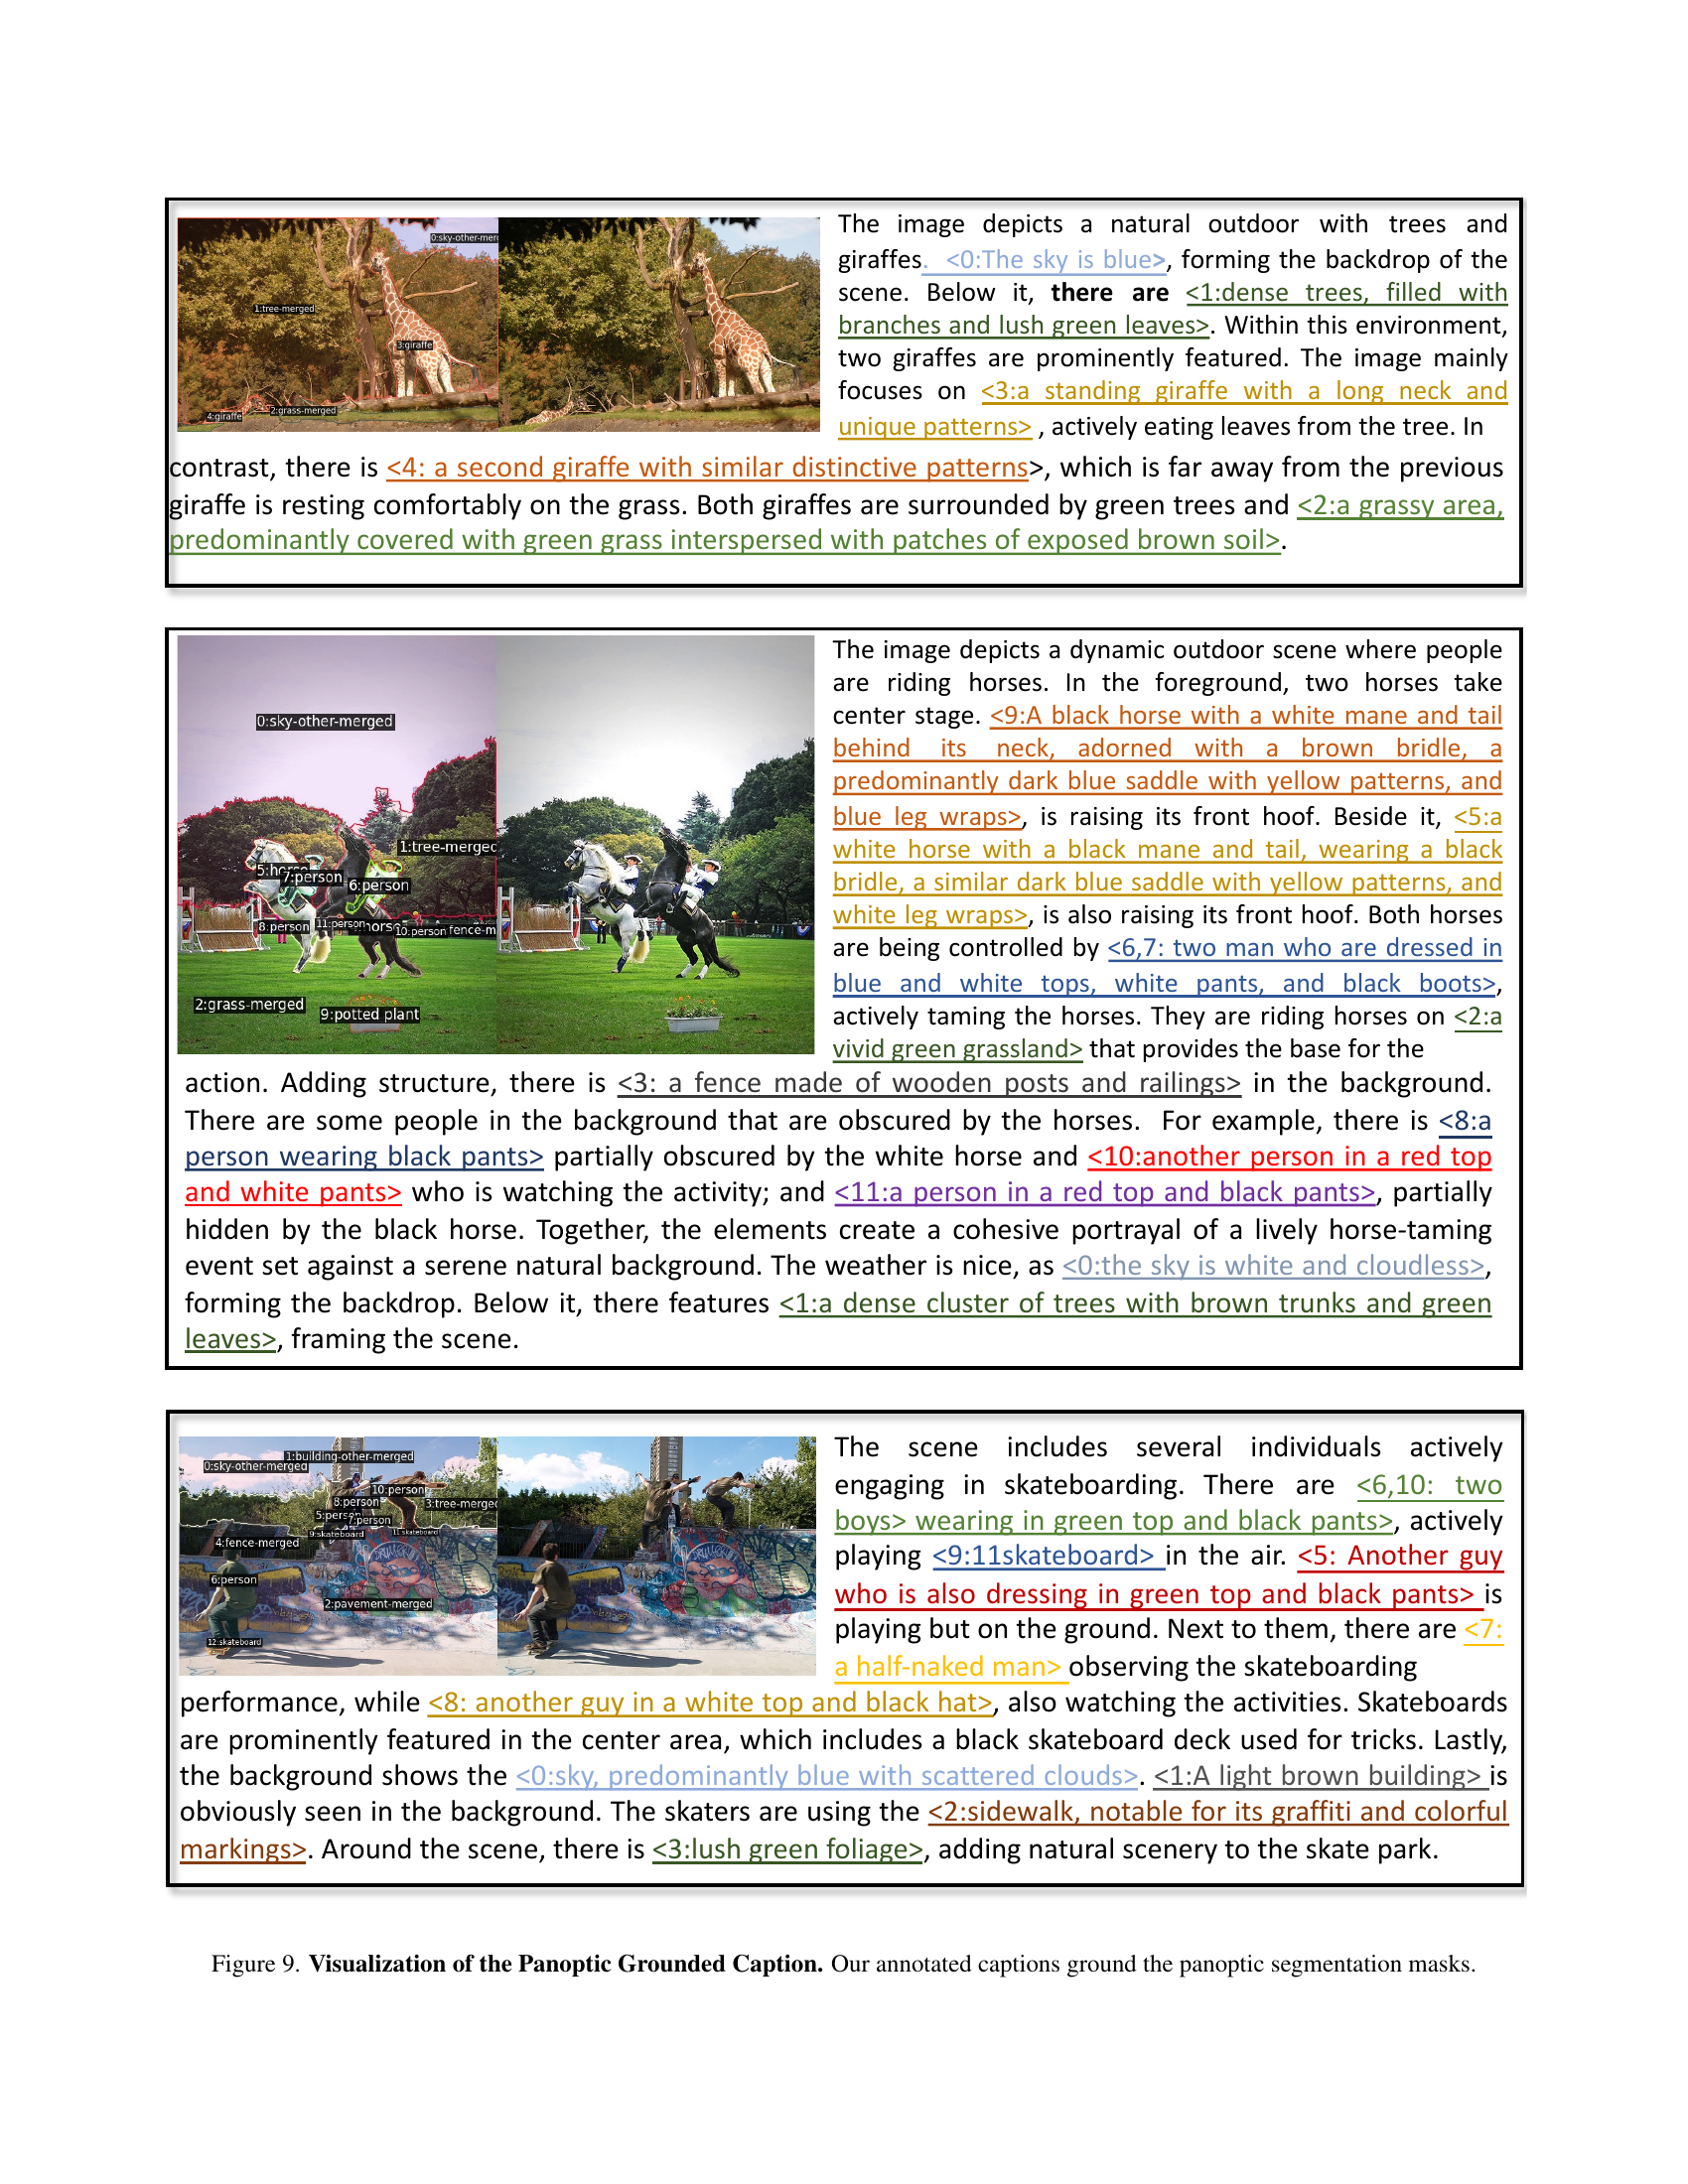 0:sky-other-mer
1:tree-merged
3:giraffe
4:giraffe
2:grass-merged
The image depicts a natural outdoor with trees and
giraffes. <0:The sky is blue>, forming the backdrop of the
scene. Below it, there are <1:dense trees, filled with
branches and lush green leaves>. Within this environment,
two giraffes are prominently featured. The image mainly
focuses on <3:a standing giraffe with a long neck and
unique patterns> , actively eating leaves from the tree. In
contrast, there is <4: a second giraffe with similar distinctive patterns>, which is far away from the previous
giraffe is resting comfortably on the grass. Both giraffes are surrounded by green trees and <2:a grassy area,
predominantly covered with green grass interspersed with patches of exposed brown soil>.
0:sky-other-merged
1:tree-merged
7:person
6:person
8:person
11:person
10:person
fence-m
2:grass-merged
9:potted plant
The image depicts a dynamic outdoor scene where people
are riding horses. In the foreground, two horses take
center stage. <9:A black horse with a white mane and tail
behind its neck, adorned with a brown bridle, a
predominantly dark blue saddle with yellow patterns, and
blue leg wraps>, is raising its front hoof. Beside it, <5:a
white horse with a black mane and tail, wearing a black
bridle, a similar dark blue saddle with yellow patterns, and
white leg wraps>, is also raising its front hoof. Both horses
are being controlled by <6,7: two man who are dressed in
blue and white tops, white pants, and black boots>,
actively taming the horses. They are riding horses on <2:a
vivid green grassland> that provides the base for the
action. Adding structure, there is <3: a fence made of wooden posts and railings> in the background.
There are some people in the background that are obscured by the horses. For example, there is <8:a
person wearing black pants> partially obscured by the white horse and <10:another person in a red top
and white pants> who is watching the activity; and <11:a person in a red top and black pants>, partially
hidden by the black horse. Together, the elements create a cohesive portrayal of a lively horse-taming
event set against a serene natural background. The weather is nice, as <0:the sky is white and cloudless>,
forming the backdrop. Below it, there features <1:a dense cluster of trees with brown trunks and green
leaves>, framing the scene.
1:building-other-merged
0:sky-other-merged
10:person
8:person
3:tree-merged
5:person
7:person
9:skateboard
11:skateboard
4:fence-merged
6:person
2:pavement-merged
12:skateboard
The scene includes several individuals actively
engaging in skateboarding. There are <6,10: two
boys> wearing in green top and black pants>, actively
playing <9:11skateboard> in the air. <5: Another guy
who is also dressing in green top and black pants> is
playing but on the ground. Next to them, there are <7:
a half-naked man> observing the skateboarding
performance, while <8: another guy in a white top and black hat>, also watching the activities. Skateboards
are prominently featured in the center area, which includes a black skateboard deck used for tricks. Lastly,
the background shows the <0:sky, predominantly blue with scattered clouds>. <1:A light brown building> is
obviously seen in the background. The skaters are using the <2:sidewalk, notable for its graffiti and colorful
markings>. Around the scene, there is <3:lush green foliage>, adding natural scenery to the skate park.
Figure 9. Visualization of the Panoptic Grounded Caption. Our annotated captions ground the panoptic segmentation masks.